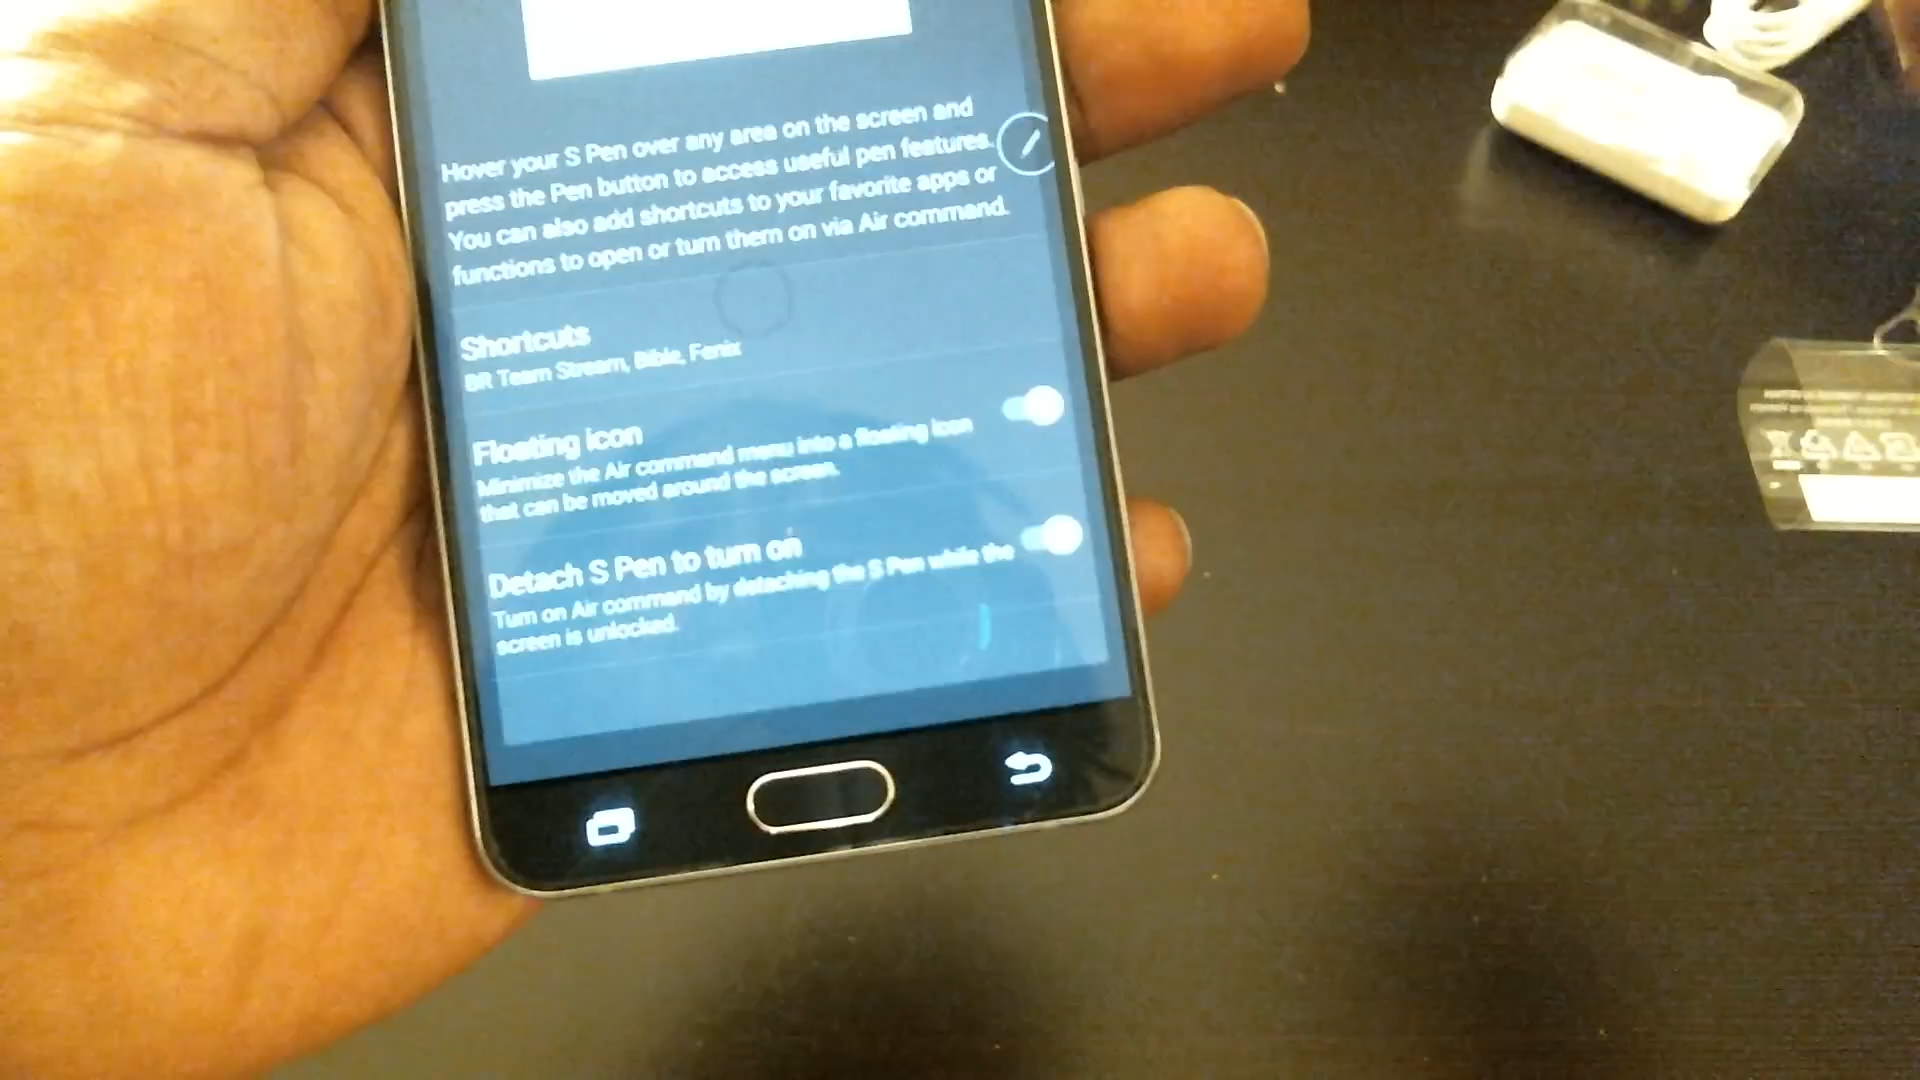 Hover your S Pen over any area on the screen and
press the Pen button to access useful pen features.
You can also add shortcuts to your favorite apps or
functions to open or turn them on via Air command.
Shortcuts
BR Team Stream, Bible, Fenix
Floating icon
Minimize the Air command menu into a floating icon
that can be moved around the screen.
Detach S Pen to turn on
Turn on Air command by detaching the S Pen while the
screen is unlocked.